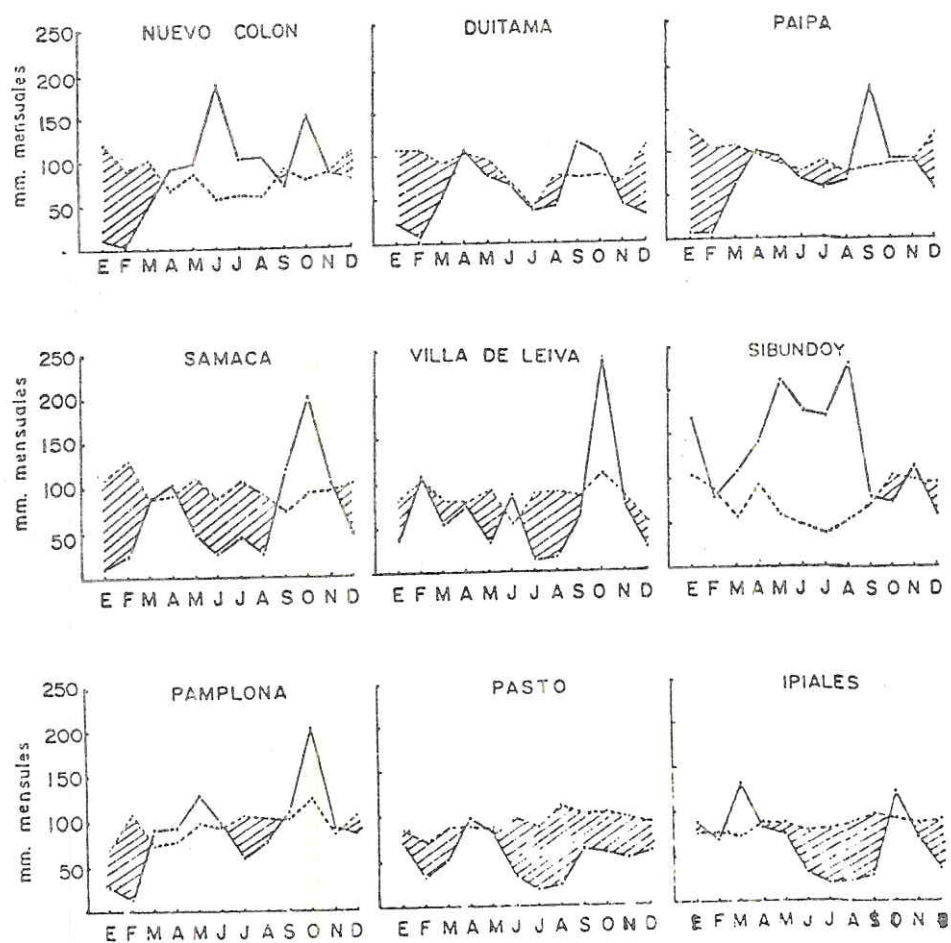 NUEVO COLON
DUITAMA
PAIPA
mm. mensuales
250
200
150
100
50
E F M A M J J A S O N D
E F M A M J J A S O N D
E F M A M J J A S O N D
SAMACA
VILLA DE LEIVA
SIBUNDOY
mm. mensuales
250
200
150
100
50
E F M A M J J A S O N D
E F M A M J J A S O N D
E F M A M J J A S O N D
PAMPLONA
PASTO
IPIALES
mm. mensules
250
200
150
100
50
E F M A M J J A S O N D
E F M A M J J A S O N D
E F M A M J J A S O N D